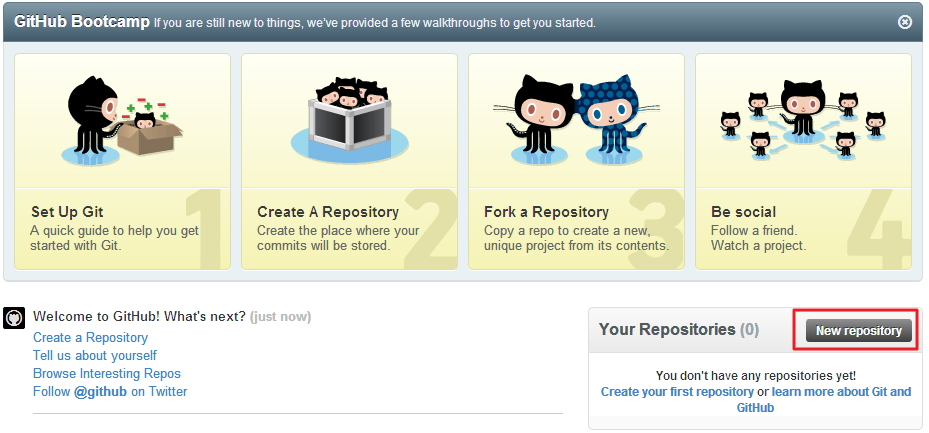 GitHub Bootcamp If you are still new to things, we've provided a few walkthroughs to get you started.
1
Set Up Git
A quick guide to help you get
started with Git.
2
Create A Repository
Create the place where your
commits will be stored.
3
Fork a Repository
Copy a repo to create a new,
unique project from its contents.
4
Be social
Follow a friend.
Watch a project.
Welcome to GitHub! What's next? (just now)
Create a Repository
Tell us about yourself
Browse Interesting Repos
Follow @github on Twitter
Your Repositories (0)
New repository
You don't have any repositories yet!
Create your first repository or learn more about Git and
GitHub